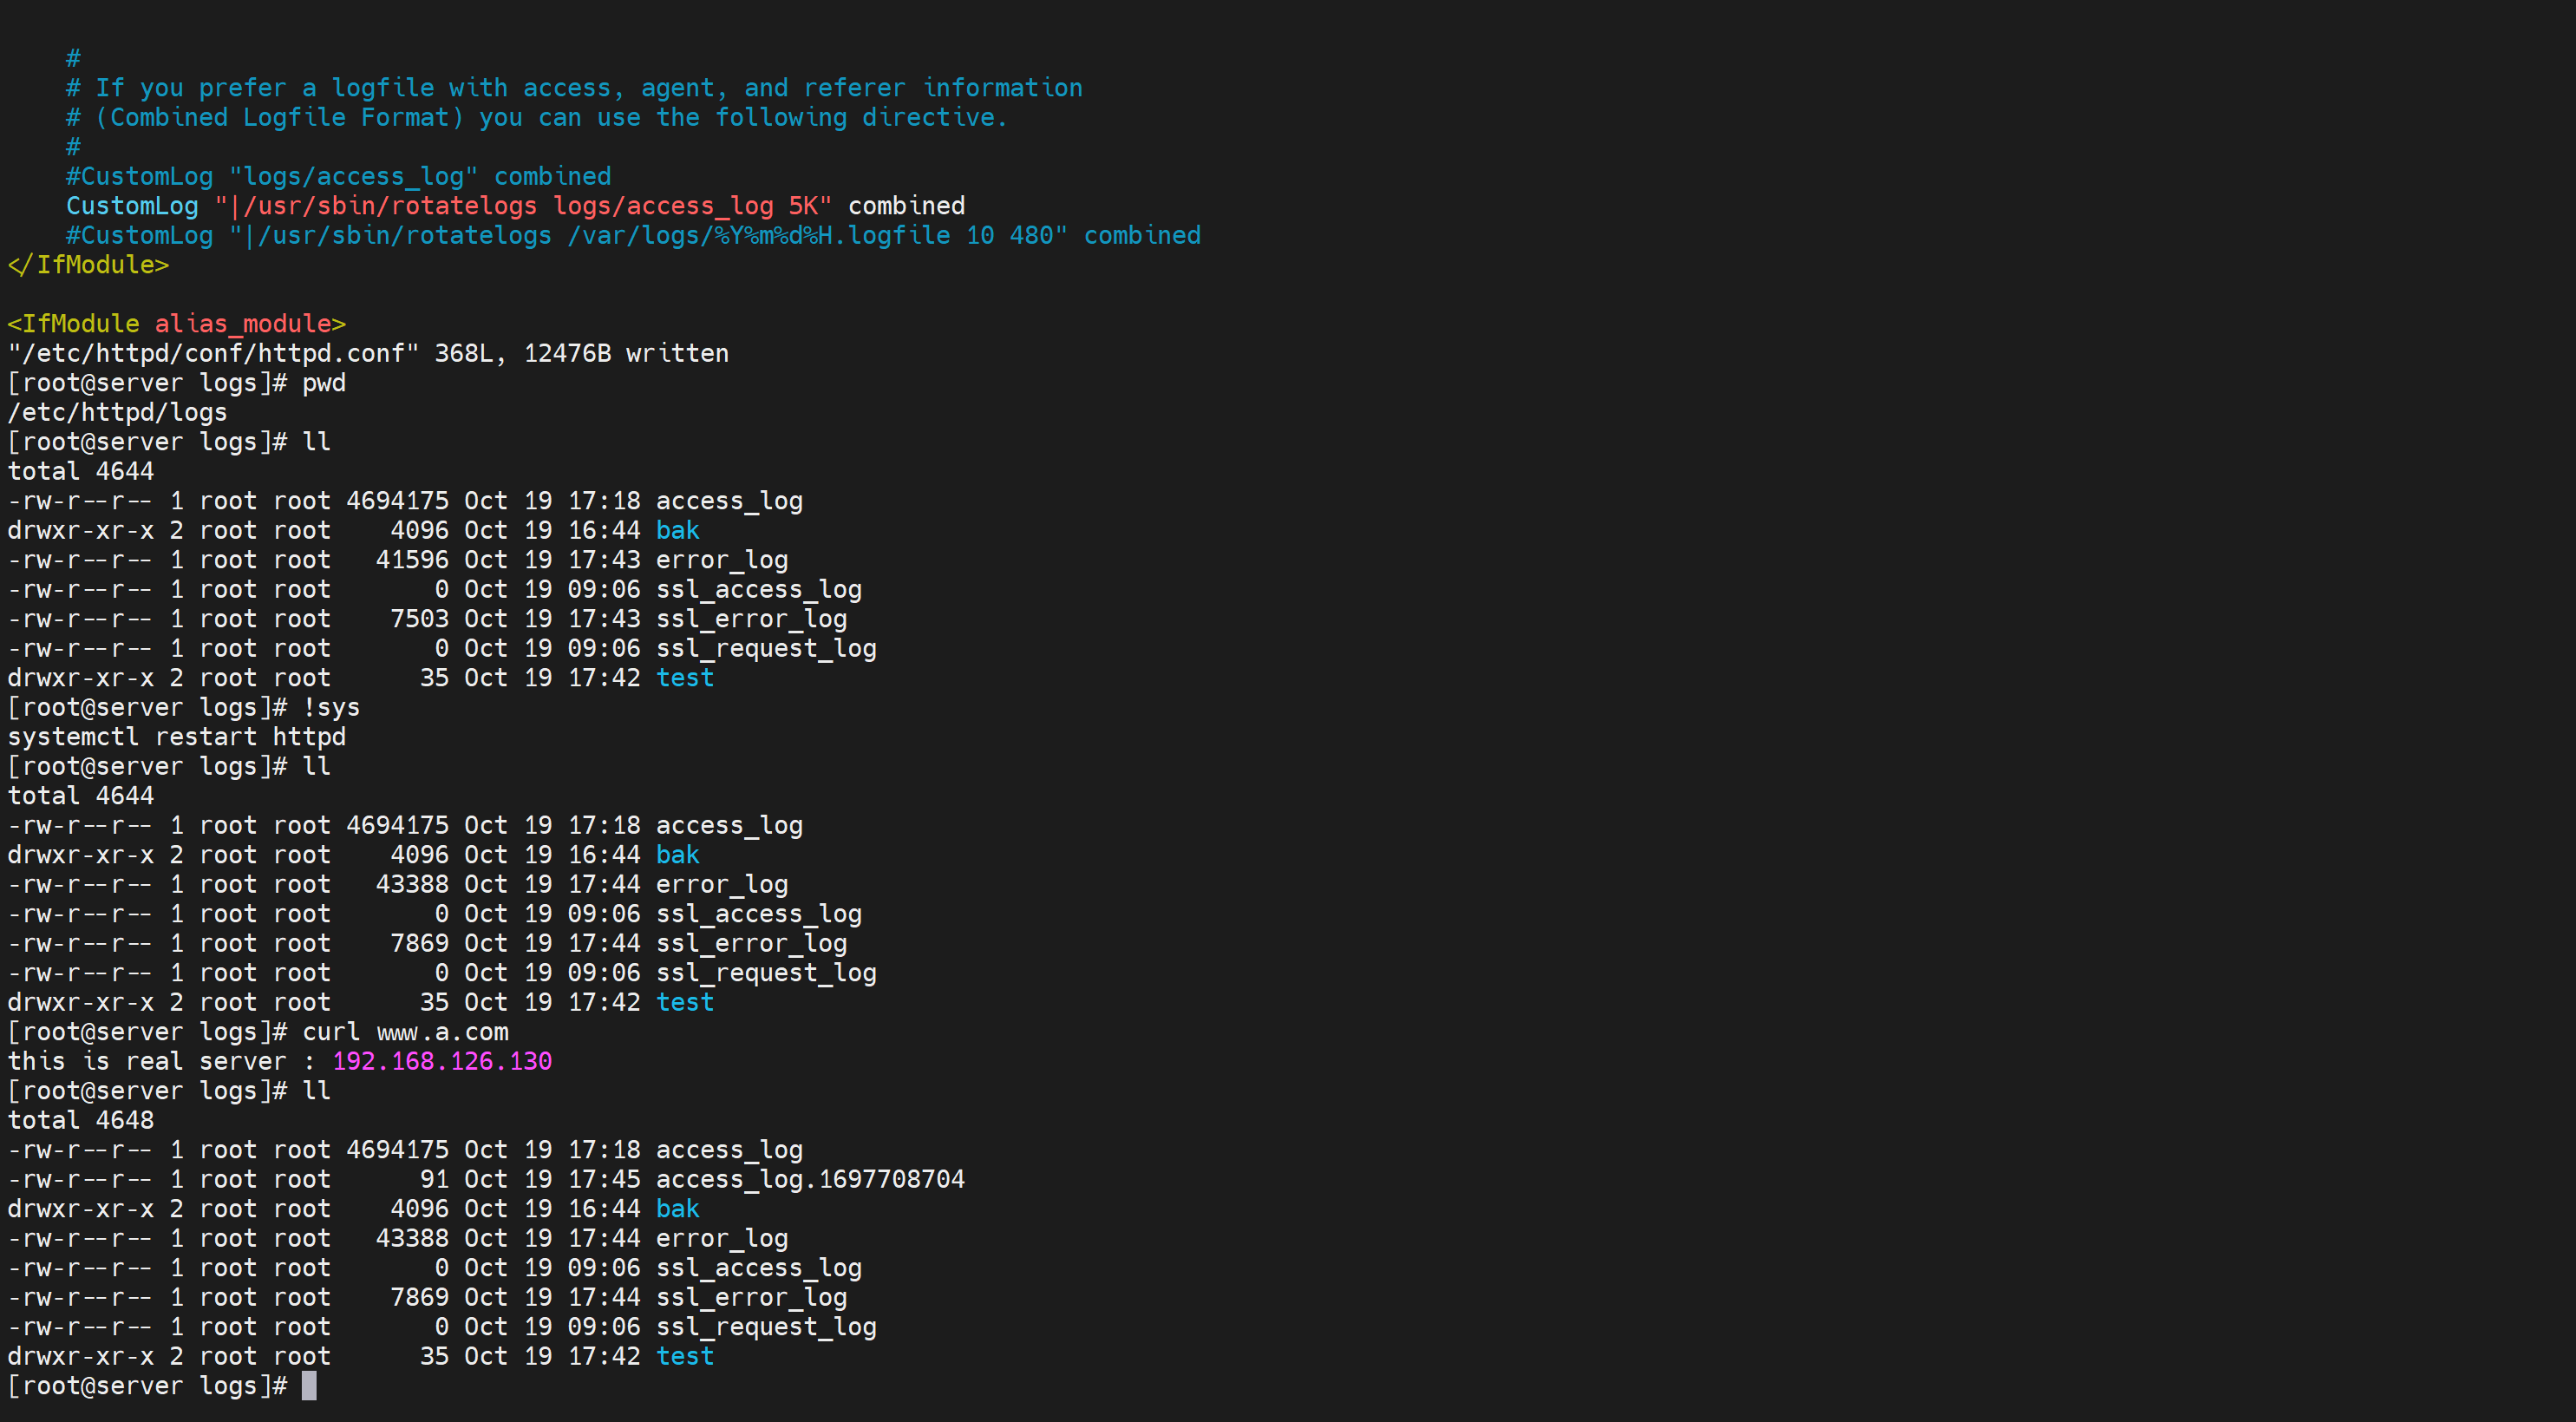 #
# If you prefer a logfile with access, agent, and referer information
# (Combined Logfile Format) you can use the following directive.
#
#CustomLog "logs/access_log" combined
CustomLog "|/usr/sbin/rotatelogs logs/access_log 5K" combined
#CustomLog "|/usr/sbin/rotatelogs /var/logs/%Y%m%d%H.logfile 10 480" combined
</IfModule>
<IfModule alias_module>
"/etc/httpd/conf/httpd.conf" 368L, 12476B written
[root@server logs]# pwd
/etc/httpd/logs
[root@server logs]# ll
total 4644
-rw-r--r-- 1 root root 4694175 Oct 19 17:18 access_log
drwxr-xr-x 2 root root    4096 Oct 19 16:44 bak
-rw-r--r-- 1 root root   41596 Oct 19 17:43 error_log
-rw-r--r-- 1 root root       0 Oct 19 09:06 ssl_access_log
-rw-r--r-- 1 root root    7503 Oct 19 17:43 ssl_error_log
-rw-r--r-- 1 root root       0 Oct 19 09:06 ssl_request_log
drwxr-xr-x 2 root root      35 Oct 19 17:42 test
[root@server logs]# !sys
systemctl restart httpd
[root@server logs]# ll
total 4644
-rw-r--r-- 1 root root 4694175 Oct 19 17:18 access_log
drwxr-xr-x 2 root root    4096 Oct 19 16:44 bak
-rw-r--r-- 1 root root   43388 Oct 19 17:44 error_log
-rw-r--r-- 1 root root       0 Oct 19 09:06 ssl_access_log
-rw-r--r-- 1 root root    7869 Oct 19 17:44 ssl_error_log
-rw-r--r-- 1 root root       0 Oct 19 09:06 ssl_request_log
drwxr-xr-x 2 root root      35 Oct 19 17:42 test
[root@server logs]# curl www.a.com
this is real server : 192.168.126.130
[root@server logs]# ll
total 4648
-rw-r--r-- 1 root root 4694175 Oct 19 17:18 access_log
-rw-r--r-- 1 root root      91 Oct 19 17:45 access_log.1697708704
drwxr-xr-x 2 root root    4096 Oct 19 16:44 bak
-rw-r--r-- 1 root root   43388 Oct 19 17:44 error_log
-rw-r--r-- 1 root root       0 Oct 19 09:06 ssl_access_log
-rw-r--r-- 1 root root    7869 Oct 19 17:44 ssl_error_log
-rw-r--r-- 1 root root       0 Oct 19 09:06 ssl_request_log
drwxr-xr-x 2 root root      35 Oct 19 17:42 test
[root@server logs]#